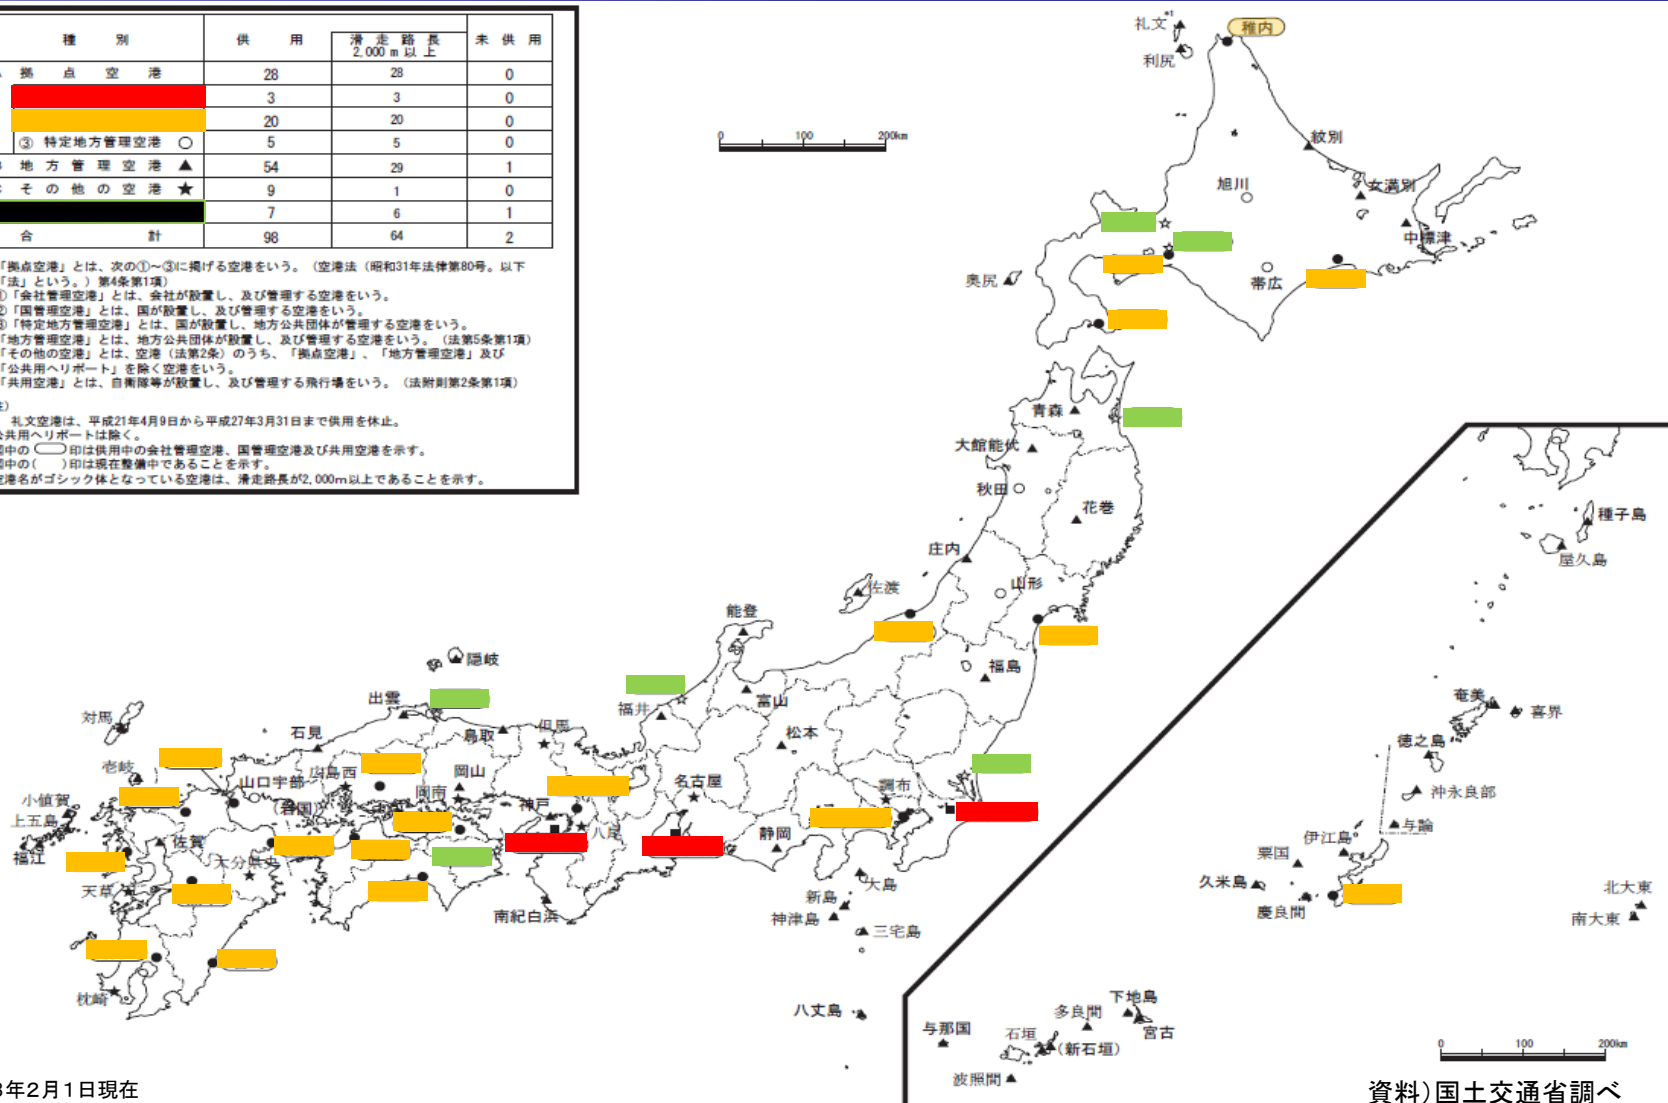 種別 供用 滑走路長2,000m以上 未供用
拠点空港 28 28 0
3 3 0
20 20 0
③ 特定地方管理空港 ○ 5 5 0
地方管理空港 ▲ 54 29 1
その他の空港 ★ 9 1 0
7 6 1
合計 98 64 2
「拠点空港」とは、次の①～③に掲げる空港をいう。（空港法（昭和31年法律第80号。以下
「法」という。）第4条第1項）
①「会社管理空港」とは、会社が設置し、及び管理する空港をいう。
②「国管理空港」とは、国が設置し、及び管理する空港をいう。
③「特定地方管理空港」とは、国が設置し、地方公共団体が管理する空港をいう。
「地方管理空港」とは、地方公共団体が設置し、及び管理する空港をいう。（法第5条第1項）
「その他の空港」とは、空港（法第2条）のうち、「拠点空港」、「地方管理空港」及び
「公共用ヘリポート」を除く空港をいう。
「共用空港」とは、自衛隊等が設置し、及び管理する飛行場をいう。（法附則第2条第1項）
注）
礼文空港は、平成21年4月9日から平成27年3月31日まで供用を休止。
公共用ヘリポートは除く。
図中の 印は供用中の会社管理空港、国管理空港及び共用空港を示す。
図中の( )印は現在整備中であることを示す。
空港名がゴシック体となっている空港は、滑走路長が2,000m以上であることを示す。
0 100 200km
礼文*1
稚内
利尻
紋別
旭川
女満別
中標津
帯広
奥尻
青森
大館能代
秋田
花巻
庄内
山形
佐渡
能登
福島
隠岐
出雲
福井
富山
対馬
石見
鳥取
但馬
松本
壱岐
山口宇部
広島西
岡山
岡南
名古屋
調布
小値賀
上五島
(岩国)
神戸
八尾
静岡
福江
佐賀
大分県央
天草
南紀白浜
大島
新島
神津島
三宅島
枕崎
八丈島
種子島
屋久島
奄美
喜界
徳之島
沖永良部
与論
伊江島
粟国
久米島
慶良間
北大東
南大東
下地島
多良間
宮古
与那国
石垣
(新石垣)
波照間
0 100 200km
年2月1日現在
資料)国土交通省調べ